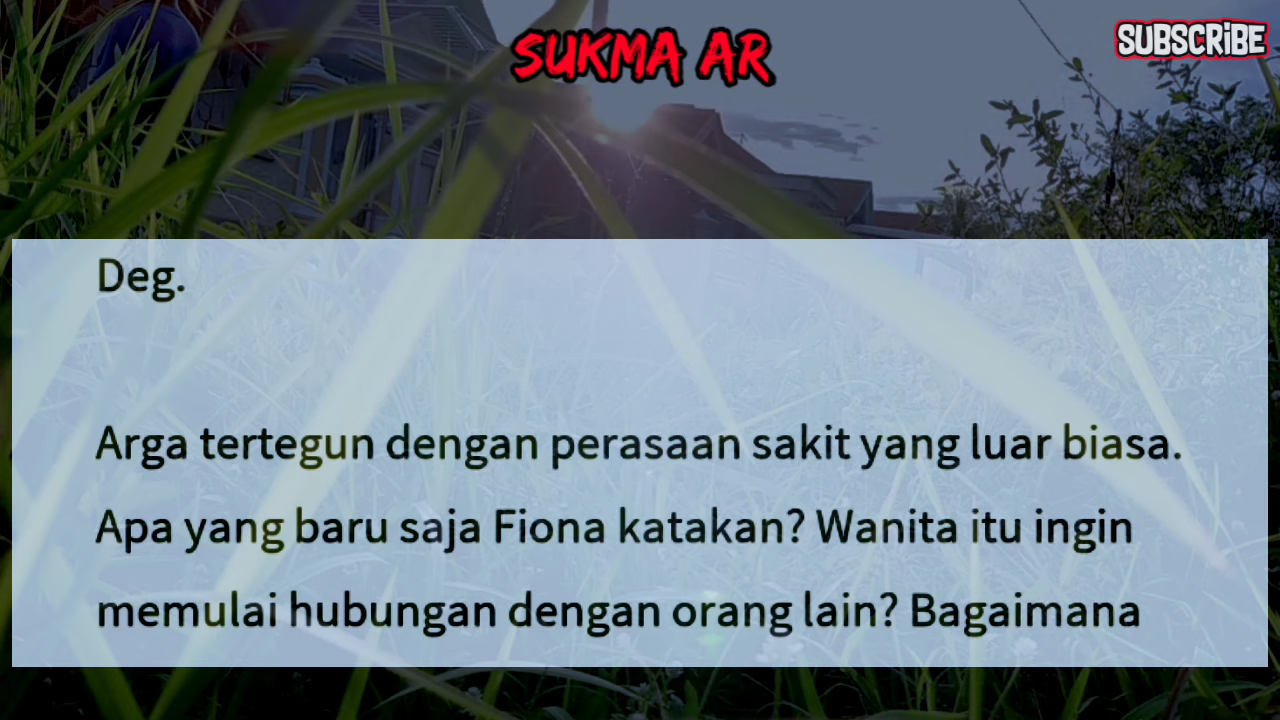 SUKMA AR
SUBSCRiBE
Deg.
Arga tertegun dengan perasaan sakit yang luar biasa.
Apa yang baru saja Fiona katakan? Wanita itu ingin
memulai hubungan dengan orang lain? Bagaimana